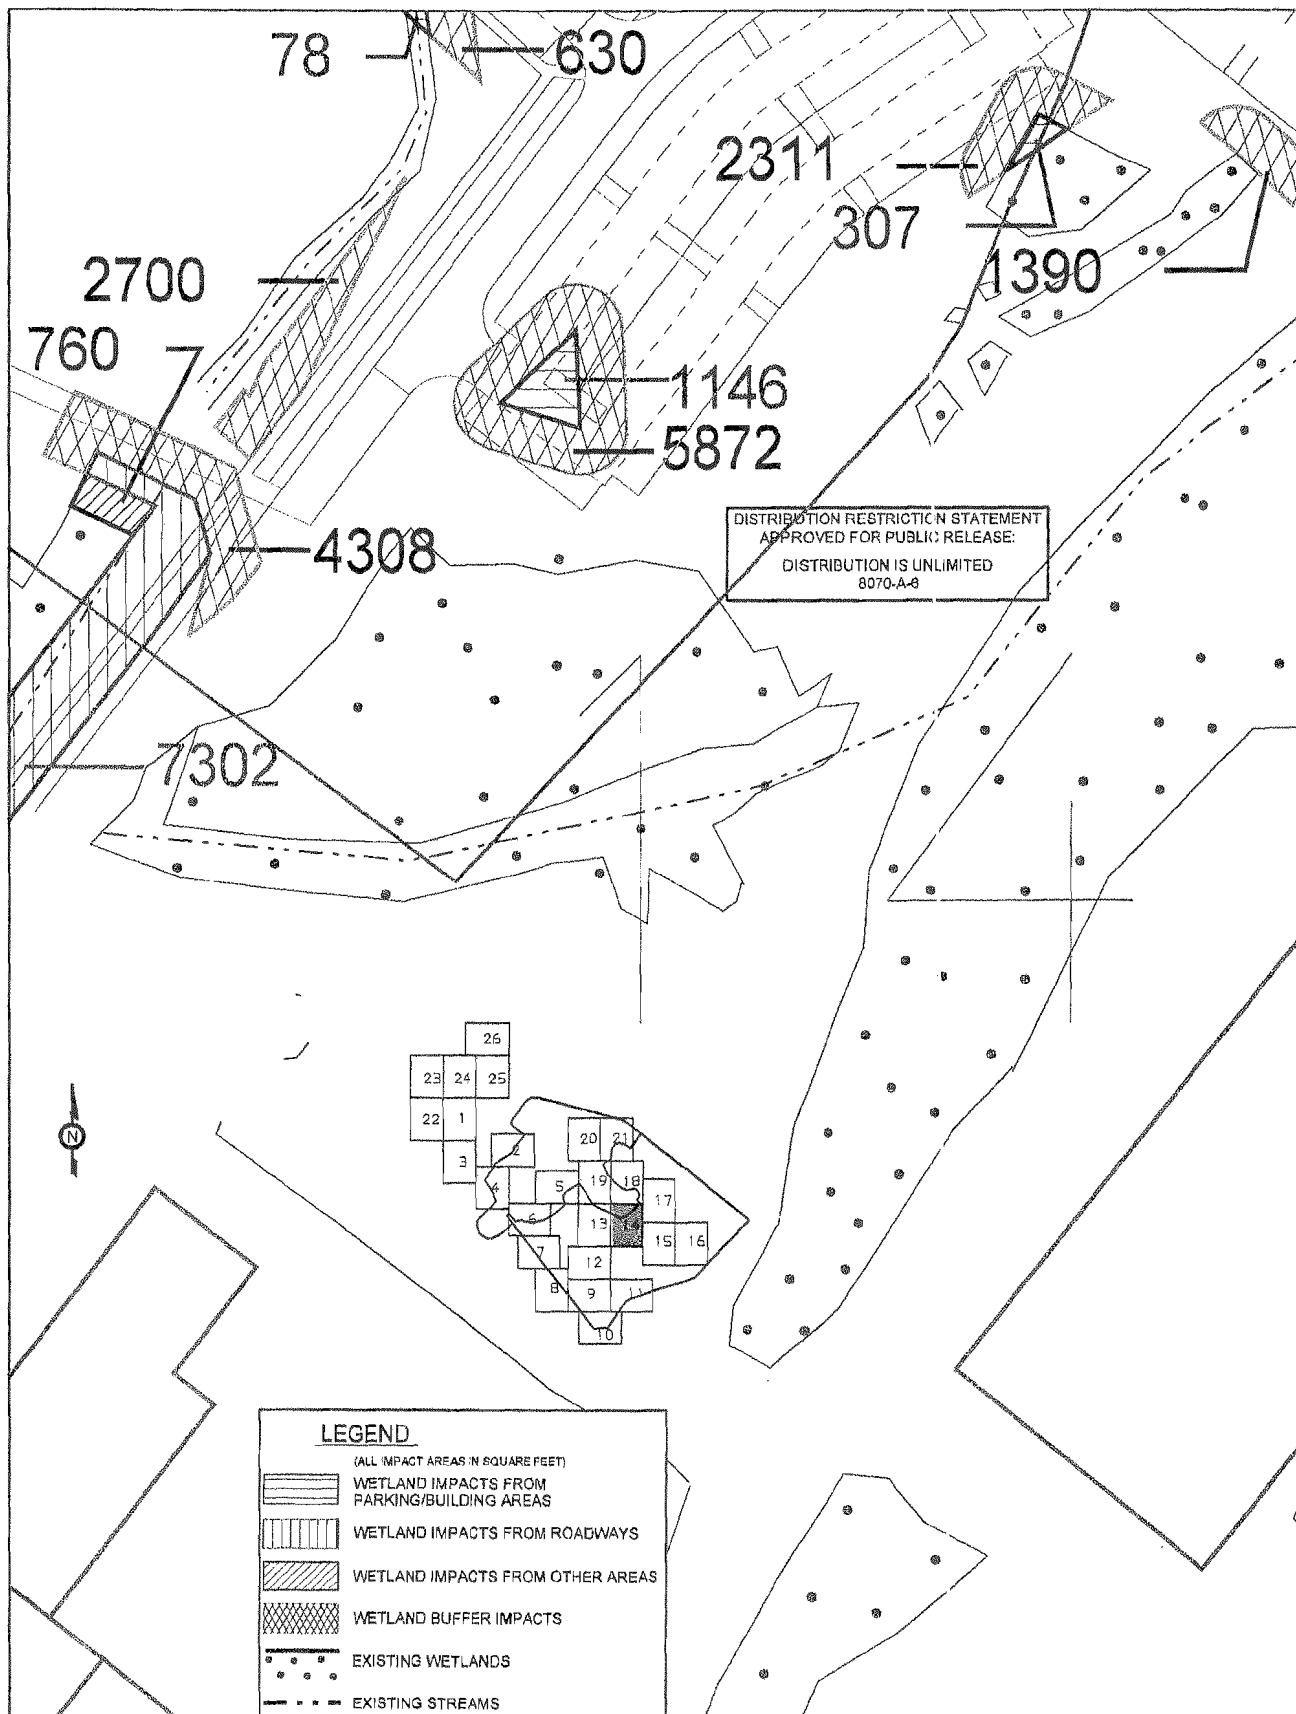 78
630
2311
307
1390
2700
760
1146
5872
4308
DISTRIBUTION RESTRICTION STATEMENT
APPROVED FOR PUBLIC RELEASE:
DISTRIBUTION IS UNLIMITED
8070-A-6
7302
26
23 24 25
22 1
20 21
2
3
19 18
4 5
17
6
13 14
15 16
7
12
8 9 11
10
N
LEGEND
(ALL IMPACT AREAS IN SQUARE FEET)
WETLAND IMPACTS FROM
PARKING/BUILDING AREAS
WETLAND IMPACTS FROM ROADWAYS
WETLAND IMPACTS FROM OTHER AREAS
WETLAND BUFFER IMPACTS
EXISTING WETLANDS
EXISTING STREAMS